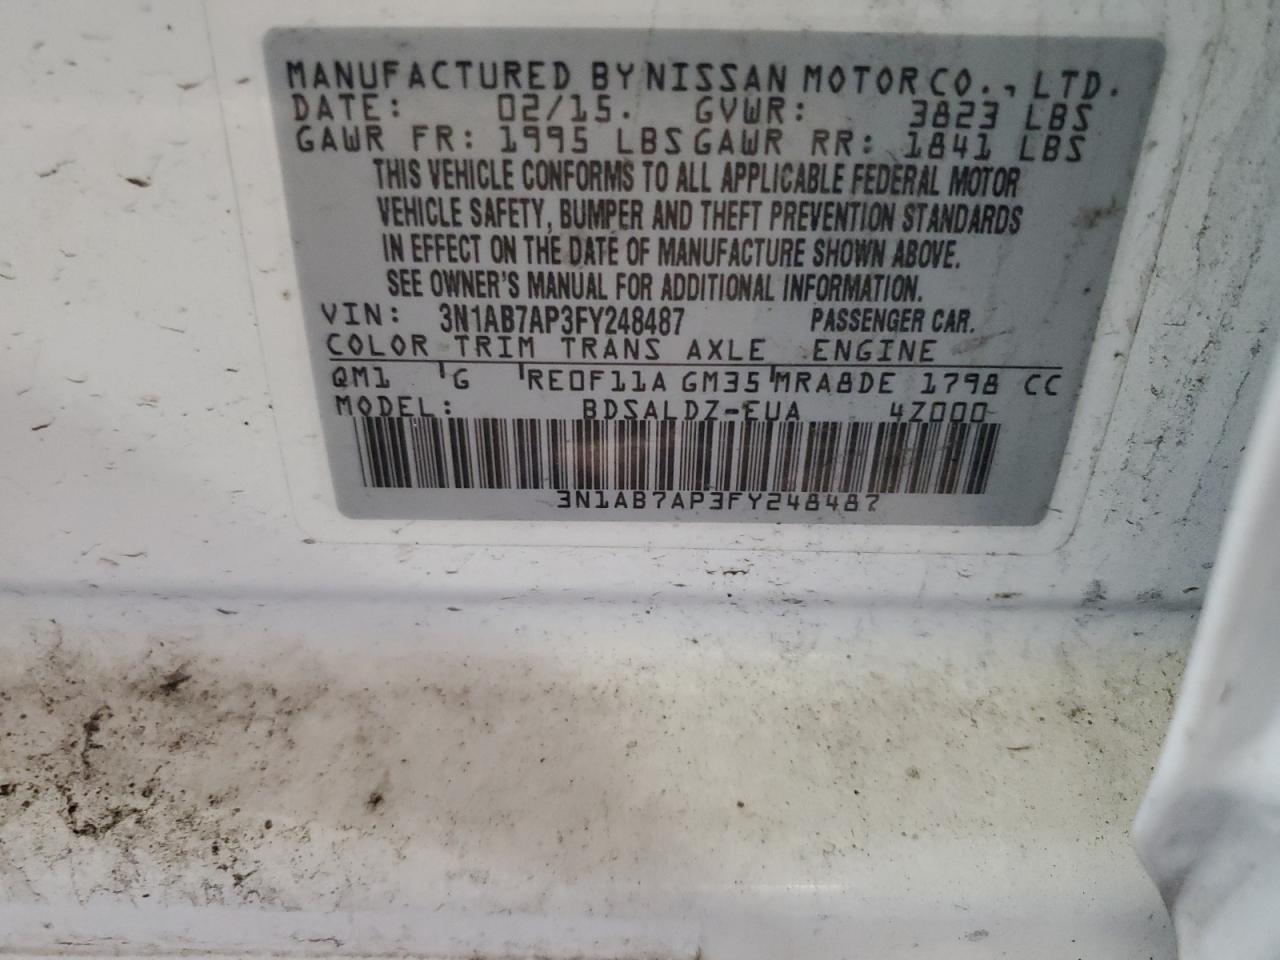 MANUFACTURED BY NISSAN MOTOR CO., LTD.
DATE: 02/15. GVWR: 3823 LBS
GAWR FR: 1995 LBS GAWR RR: 1841 LBS
THIS VEHICLE CONFORMS TO ALL APPLICABLE FEDERAL MOTOR
VEHICLE SAFETY, BUMPER AND THEFT PREVENTION STANDARDS
IN EFFECT ON THE DATE OF MANUFACTURE SHOWN ABOVE.
SEE OWNER'S MANUAL FOR ADDITIONAL INFORMATION.
VIN: 3N1AB7AP3FY248487 PASSENGER CAR.
COLOR TRIM TRANS AXLE ENGINE
QM1 G RE0F11A GM35 MRA8DE 1798 CC
MODEL: BDSALDZ-EUA 4Z000
3N1AB7AP3FY248487